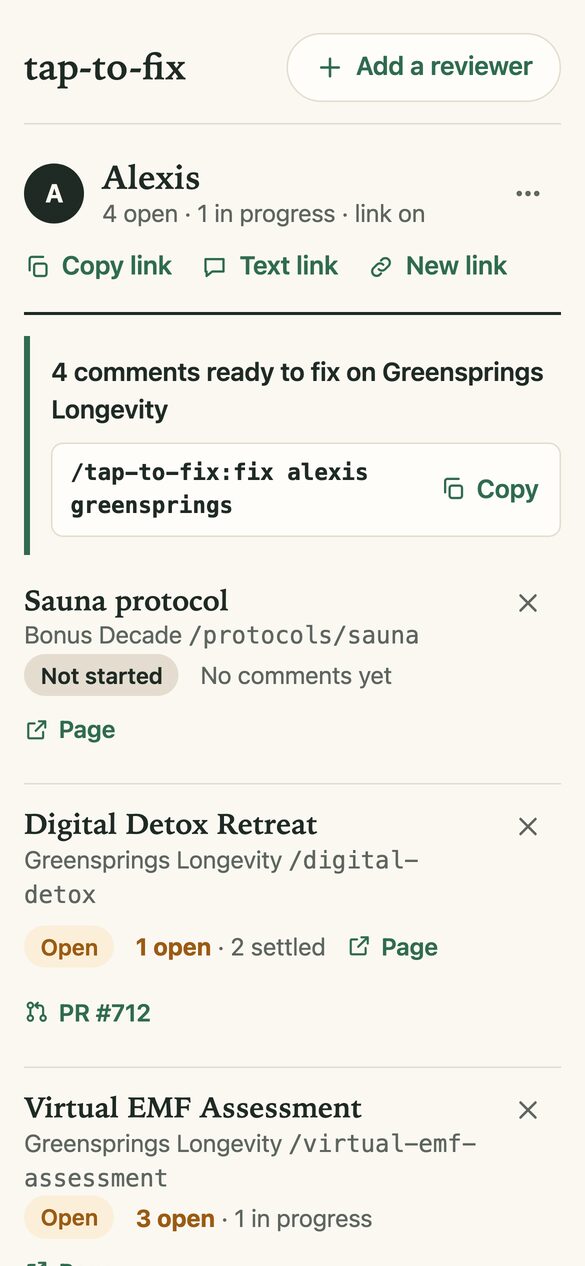 tap-to-fix
+ Add a reviewer
A
Alexis
4 open · 1 in progress · link on
Copy link
Text link
New link
4 comments ready to fix on Greensprings
Longevity
/tap-to-fix:fix alexis
greensprings
Copy
Sauna protocol
Bonus Decade /protocols/sauna
Not started
No comments yet
Page
Digital Detox Retreat
Greensprings Longevity /digital-
detox
Open
1 open · 2 settled
Page
PR #712
Virtual EMF Assessment
Greensprings Longevity /virtual-emf-
assessment
Open
3 open · 1 in progress